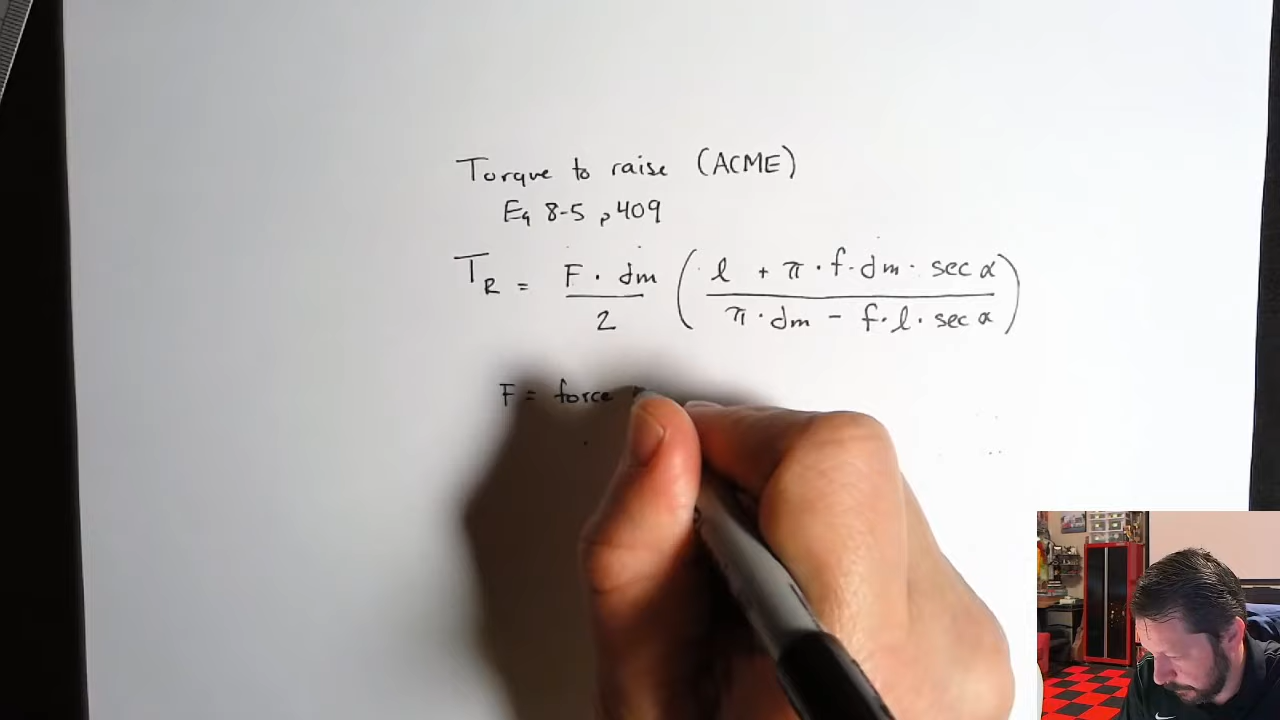 Torque to raise (ACME)
Eq 8-5 p409
T_R = F · dm / 2 ( l + π · f · dm · sec α / π · dm - f · l · sec α )
F = force